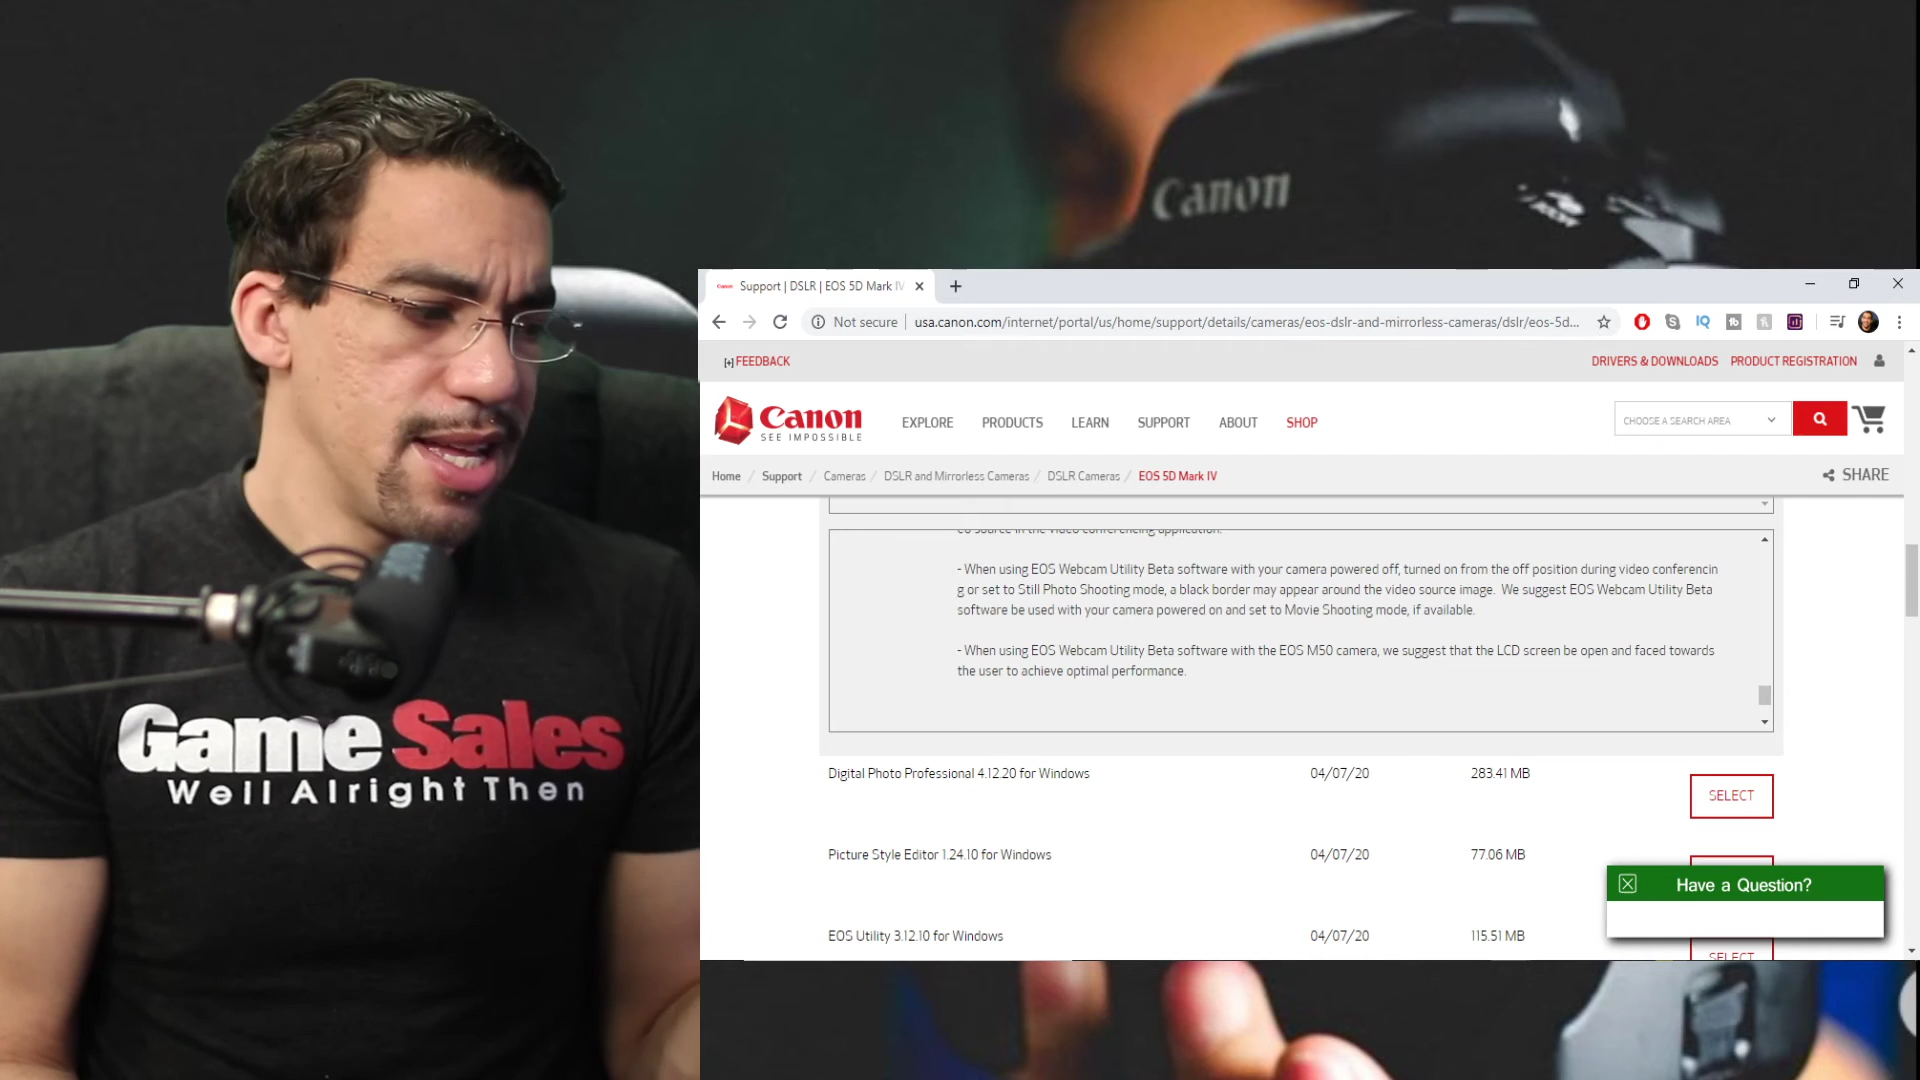 Canon
Support | DSLR | EOS 5D Mark IV
Not secure
usa.canon.com/internet/portal/us/home/support/details/cameras/eos-dslr-and-mirrorless-cameras/dslr/eos-5d...
[+] FEEDBACK
DRIVERS & DOWNLOADS
PRODUCT REGISTRATION
Canon
SEE IMPOSSIBLE
EXPLORE
PRODUCTS
LEARN
SUPPORT
ABOUT
SHOP
CHOOSE A SEARCH AREA
Home / Support / Cameras / DSLR and Mirrorless Cameras / DSLR Cameras / EOS 5D Mark IV
SHARE
eo source in the video conferencing application.
- When using EOS Webcam Utility Beta software with your camera powered off, turned on from the off position during video conferencin
g or set to Still Photo Shooting mode, a black border may appear around the video source image. We suggest EOS Webcam Utility Beta
software be used with your camera powered on and set to Movie Shooting mode, if available.
- When using EOS Webcam Utility Beta software with the EOS M50 camera, we suggest that the LCD screen be open and faced towards
the user to achieve optimal performance.
Digital Photo Professional 4.12.20 for Windows 04/07/20 283.41 MB SELECT
Picture Style Editor 1.24.10 for Windows 04/07/20 77.06 MB
Have a Question?
EOS Utility 3.12.10 for Windows 04/07/20 115.51 MB
SELECT
Game Sales
Well Alright Then